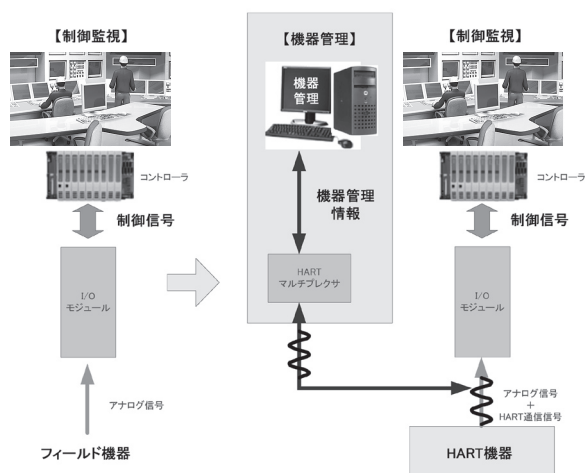 【制御監視】
コントローラ
制御信号
I/O
モジュール
アナログ信号
フィールド機器
【機器管理】
機器
管理
機器管理
情報
HART
マルチプレクサ
【制御監視】
コントローラ
制御信号
I/O
モジュール
アナログ信号
+
HART通信信号
HART機器